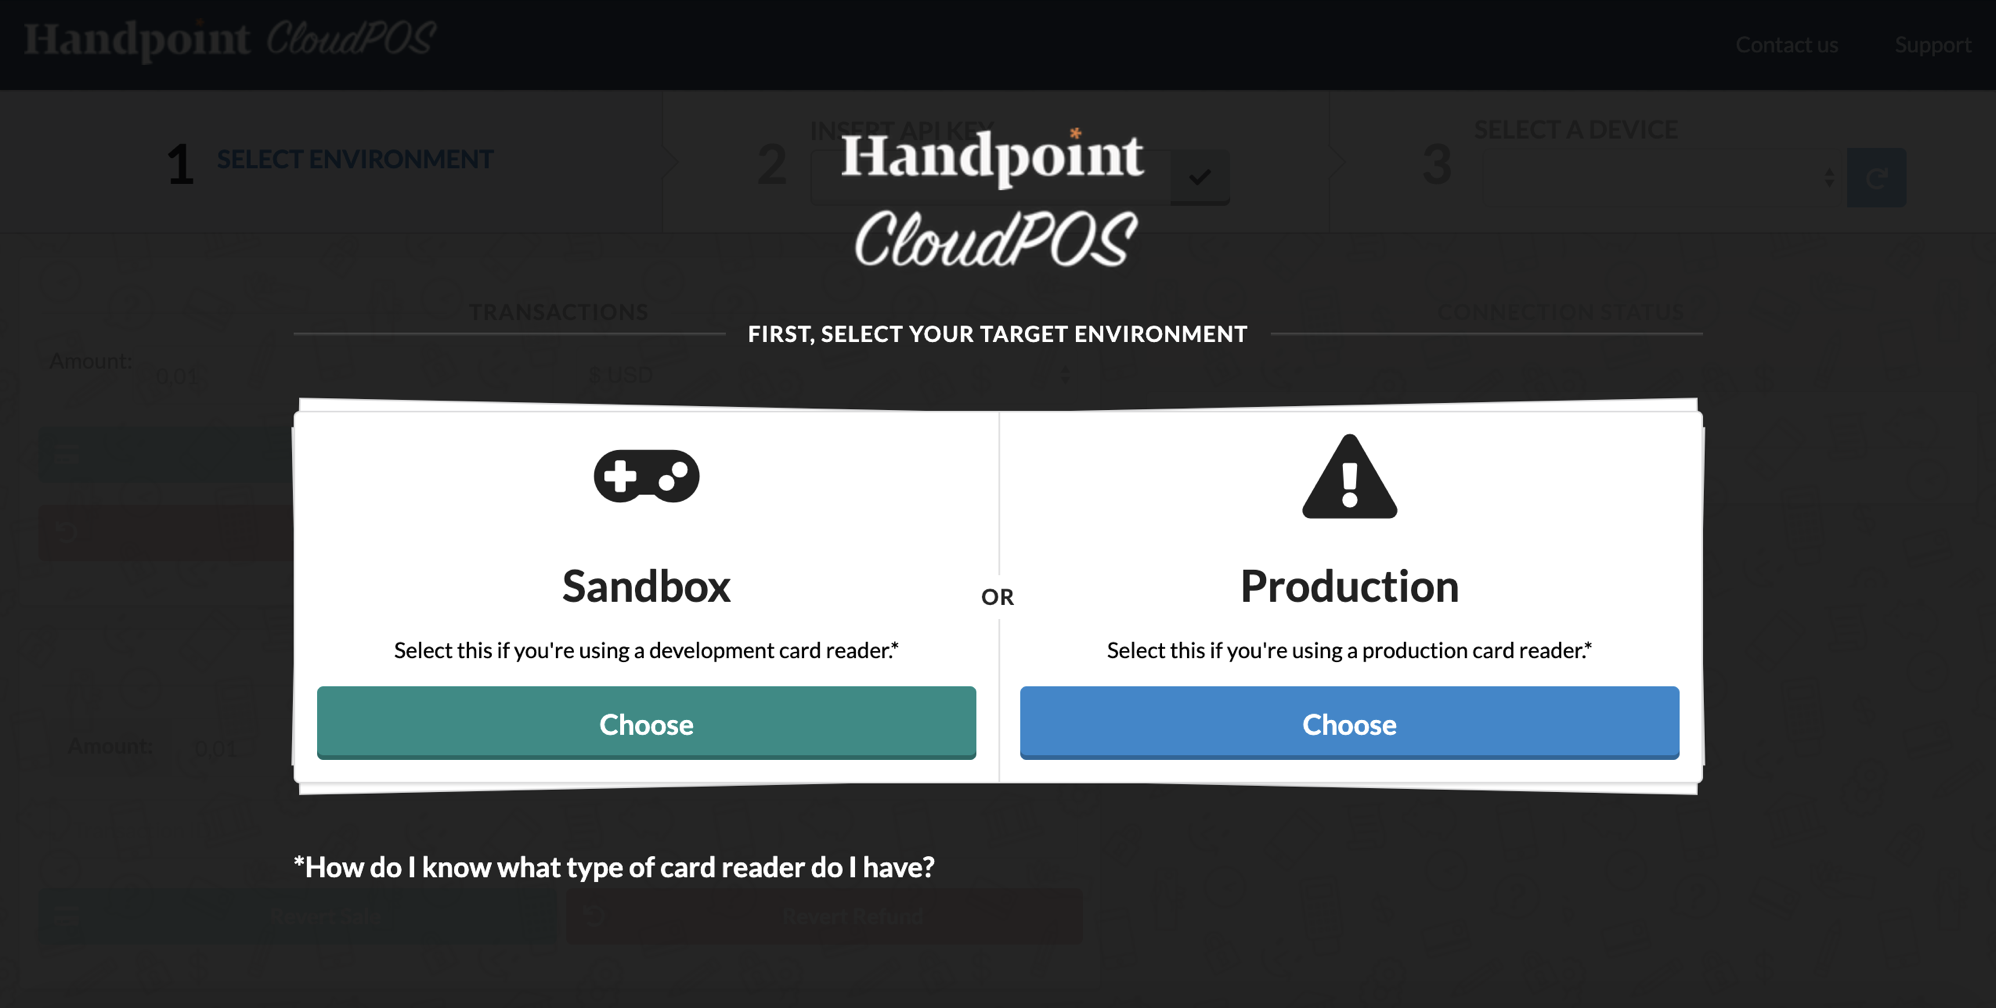 Handpoint CloudPOS
Contact us
Support
1 SELECT ENVIRONMENT
2 INSERT API KEY
3 SELECT A DEVICE
Handpoint
CloudPOS
TRANSACTIONS
CONNECTION STATUS
FIRST, SELECT YOUR TARGET ENVIRONMENT
Amount: 0,01 $ USD
Sandbox
OR
Production
Select this if you're using a development card reader.*
Select this if you're using a production card reader.*
Choose
Choose
Amount: 0,01
*How do I know what type of card reader do I have?
Revert Sale
Revert Refund